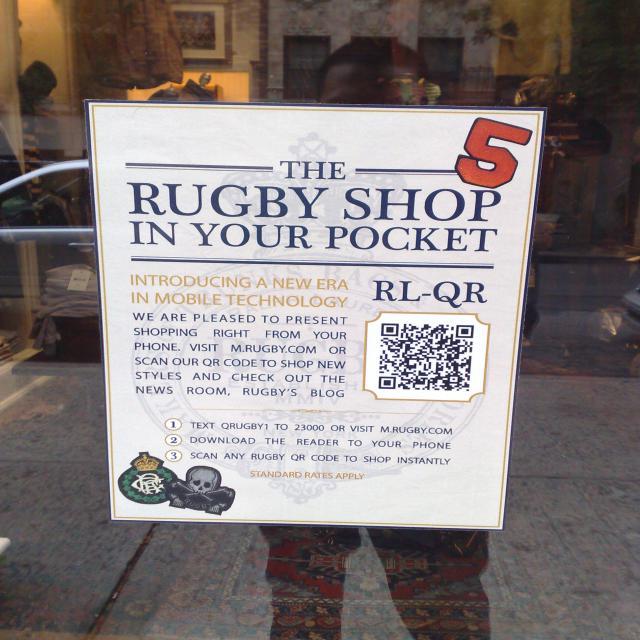 5
THE
RUGBY SHOP
IN YOUR POCKET
INTRODUCING A NEW ERA
IN MOBILE TECHNOLOGY
WE ARE PLEASED TO PRESENT
SHOPPING RIGHT FROM YOUR
PHONE. VISIT M.RUGBY.COM OR
SCAN OUR QR CODE TO SHOP NEW
STYLES AND CHECK OUT THE
NEWS ROOM, RUGBY'S BLOG
RL-QR
1 TEXT QRUGBY1 TO 23000 OR VISIT M.RUGBY.COM
2 DOWNLOAD THE READER TO YOUR PHONE
3 SCAN ANY RUGBY QR CODE TO SHOP INSTANTLY
STANDARD RATES APPLY